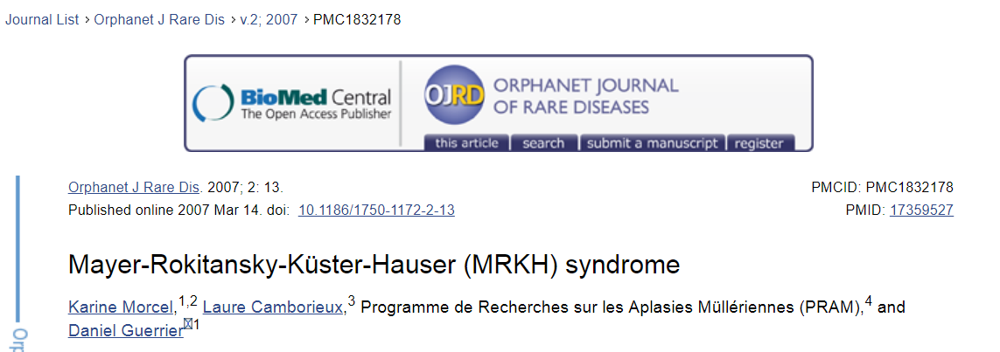 Journal List > Orphanet J Rare Dis > v.2; 2007 > PMC1832178
BioMed Central
The Open Access Publisher
OJRD
ORPHANET JOURNAL
OF RARE DISEASES
this article | search | submit a manuscript | register
Orphanet J Rare Dis. 2007; 2: 13. PMCID: PMC1832178
Published online 2007 Mar 14. doi: 10.1186/1750-1172-2-13 PMID: 17359527
Mayer-Rokitansky-Küster-Hauser (MRKH) syndrome
Karine Morcel,1,2 Laure Camborieux,3 Programme de Recherches sur les Aplasies Müllériennes (PRAM),4 and
Daniel Guerrier1
Orp